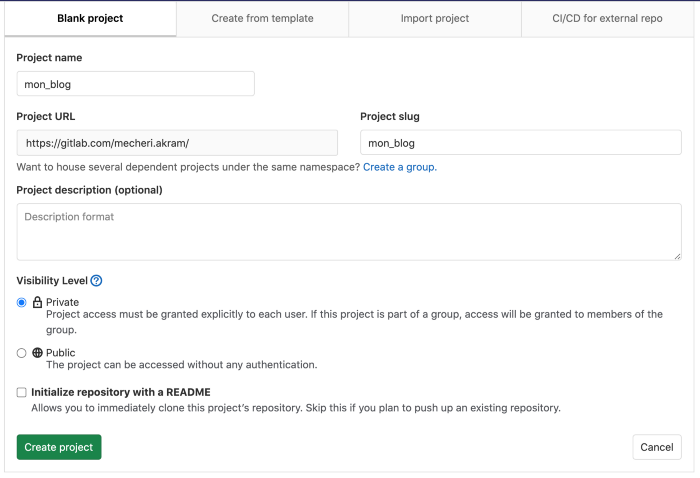 Blank project
Create from template
Import project
CI/CD for external repo
Project name
mon_blog
Project URL
Project slug
https://gitlab.com/mecheri.akram/
mon_blog
Want to house several dependent projects under the same namespace? Create a group.
Project description (optional)
Description format
Visibility Level
Private
Project access must be granted explicitly to each user. If this project is part of a group, access will be granted to members of the
group.
Public
The project can be accessed without any authentication.
Initialize repository with a README
Allows you to immediately clone this project's repository. Skip this if you plan to push up an existing repository.
Create project
Cancel